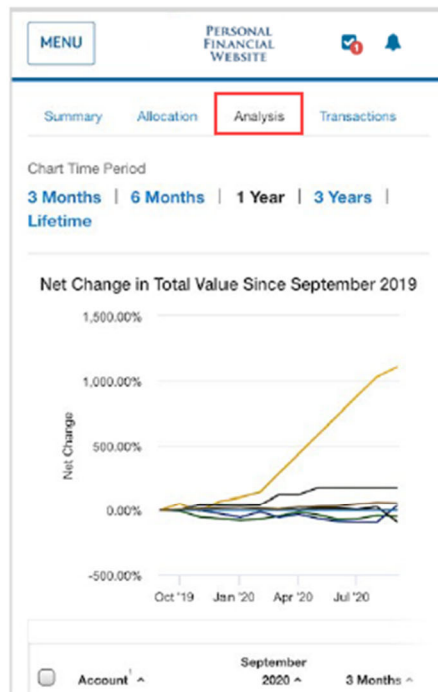 MENU
PERSONAL
FINANCIAL
WEBSITE
1
Summary Allocation Analysis Transactions
Chart Time Period
3 Months | 6 Months | 1 Year | 3 Years |
Lifetime
Net Change in Total Value Since September 2019
1,500.00%
1,000.00%
500.00%
0.00%
-500.00%
Net Change
Oct '19 Jan '20 Apr '20 Jul '20
Account¹ September 2020 3 Months